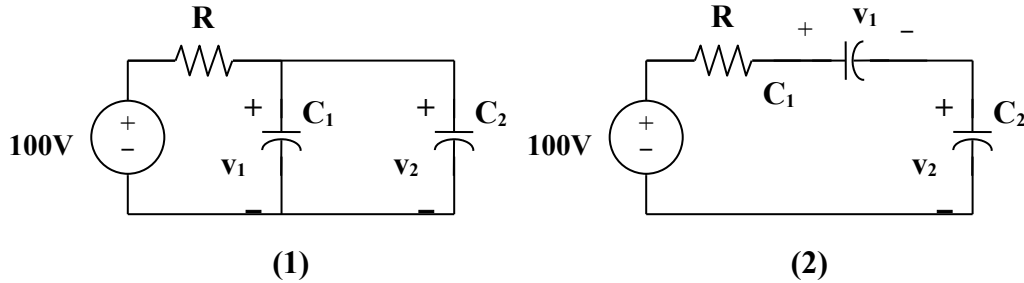 R
+
−
100V
+
C₁
v₁
−
+
C₂
v₂
−
(1)
R
+
v₁
−
C₁
+
−
100V
+
C₂
v₂
−
(2)